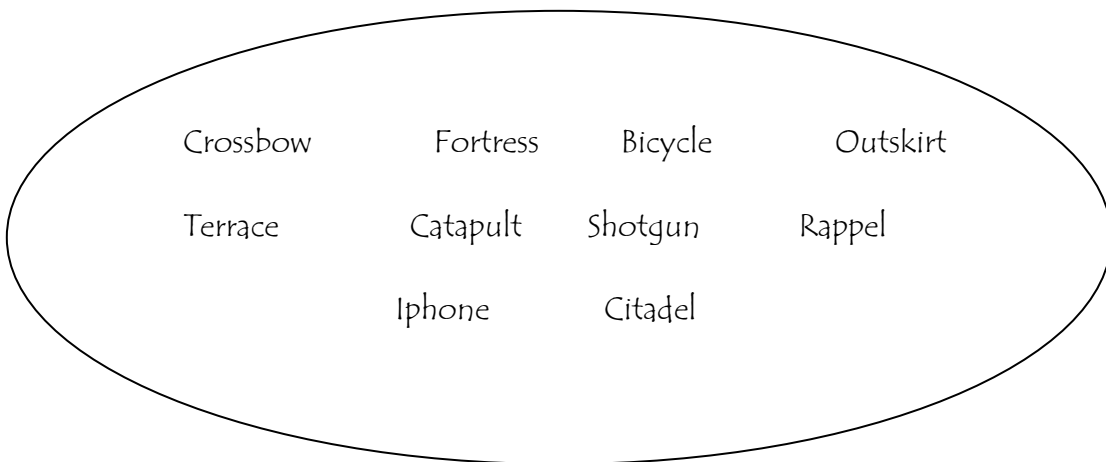 Crossbow Fortress Bicycle Outskirt
Terrace Catapult Shotgun Rappel
Iphone Citadel